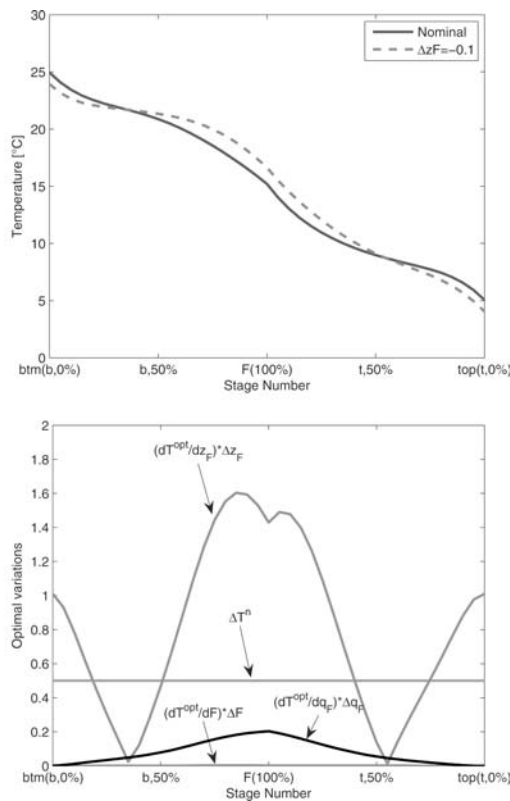 30
Nominal
ΔzF=−0.1
25
20
15
10
5
0
Temperature [°C]
btm(b,0%) b,50% F(100%) t,50% top(t,0%)
Stage Number
2
1.8
(dT^opt/dz_F)*Δz_F
1.6
1.4
1.2
1
0.8
ΔT^n
0.6
0.4
(dT^opt/dF)*ΔF (dT^opt/dq_F)*Δq_F
0.2
0
Optimal variations
btm(b,0%) b,50% F(100%) t,50% top(t,0%)
Stage Number